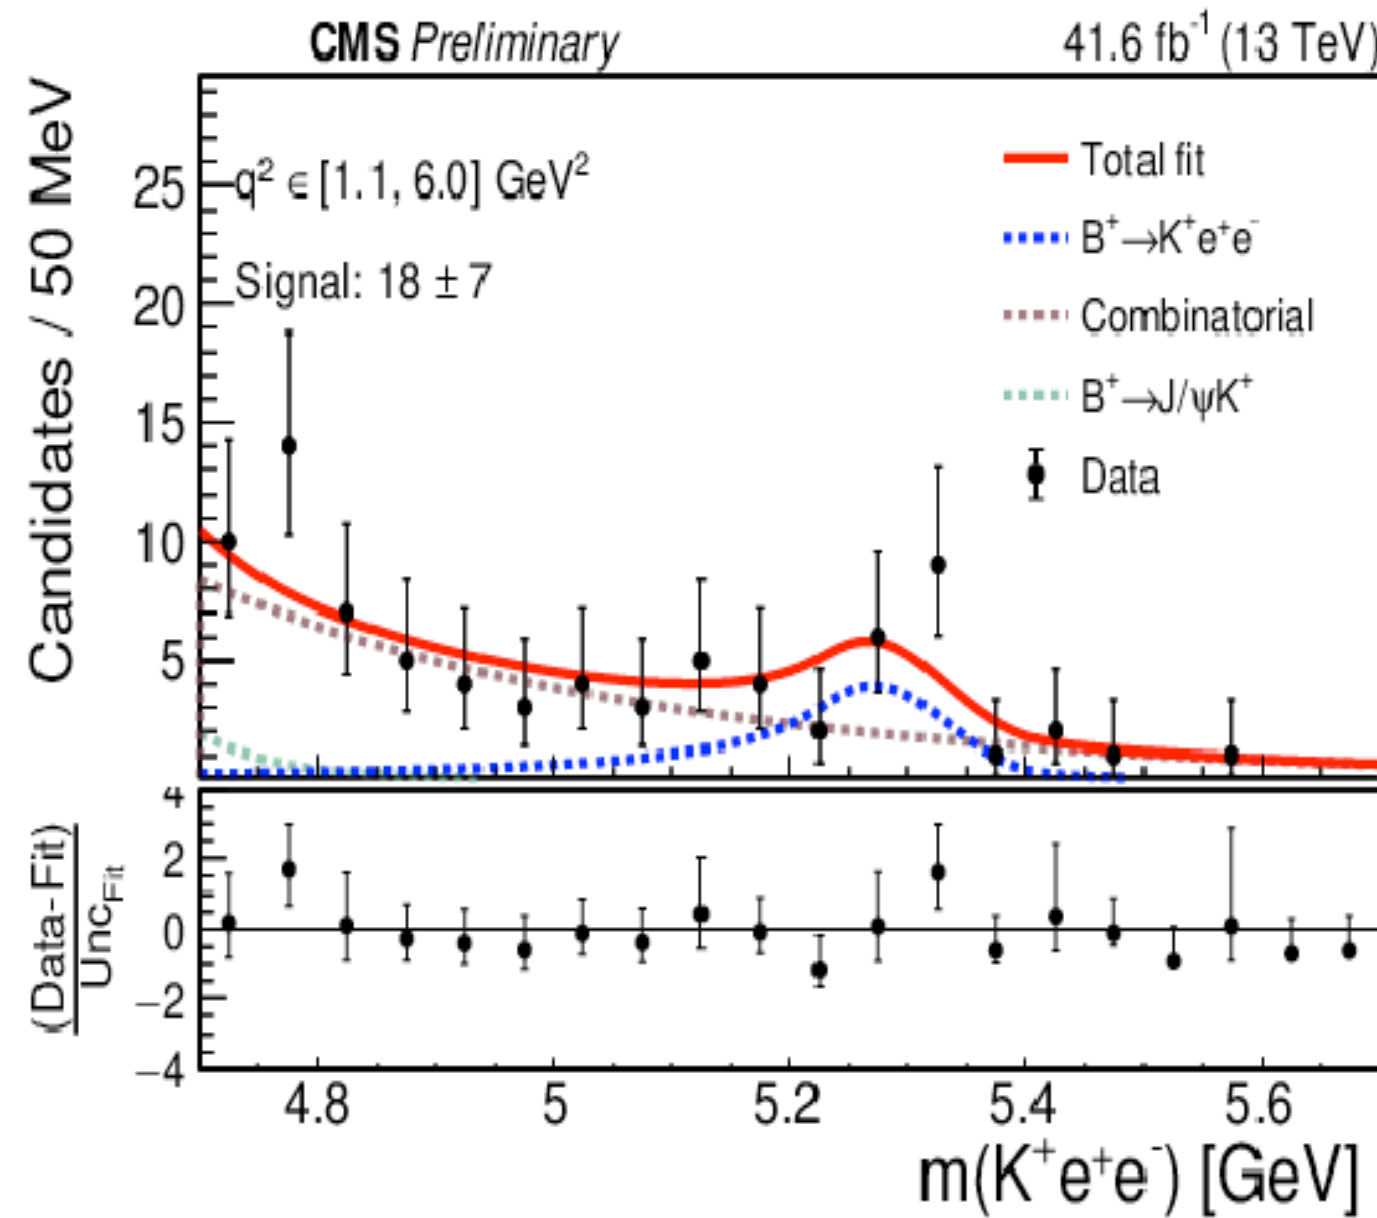 CMS Preliminary 41.6 fb⁻¹ (13 TeV)
Candidates / 50 MeV
25
20
15
10
5
q² ∈ [1.1, 6.0] GeV²
Signal: 18 ± 7
Total fit
B⁺→K⁺e⁺e⁻
Combinatorial
B⁺→J/ψK⁺
Data
(Data-Fit)
Unc_Fit
4
2
0
−2
−4
4.8 5 5.2 5.4 5.6
m(K⁺e⁺e⁻) [GeV]